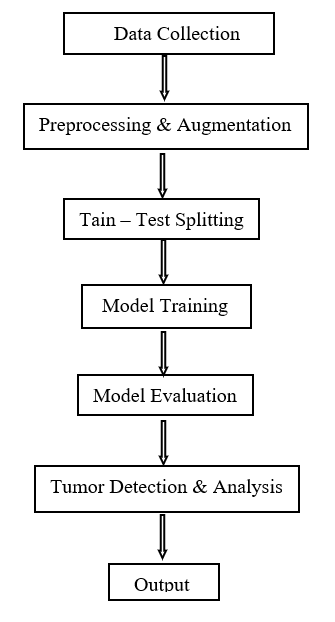 Data Collection
Preprocessing & Augmentation
Tain – Test Splitting
Model Training
Model Evaluation
Tumor Detection & Analysis
Output